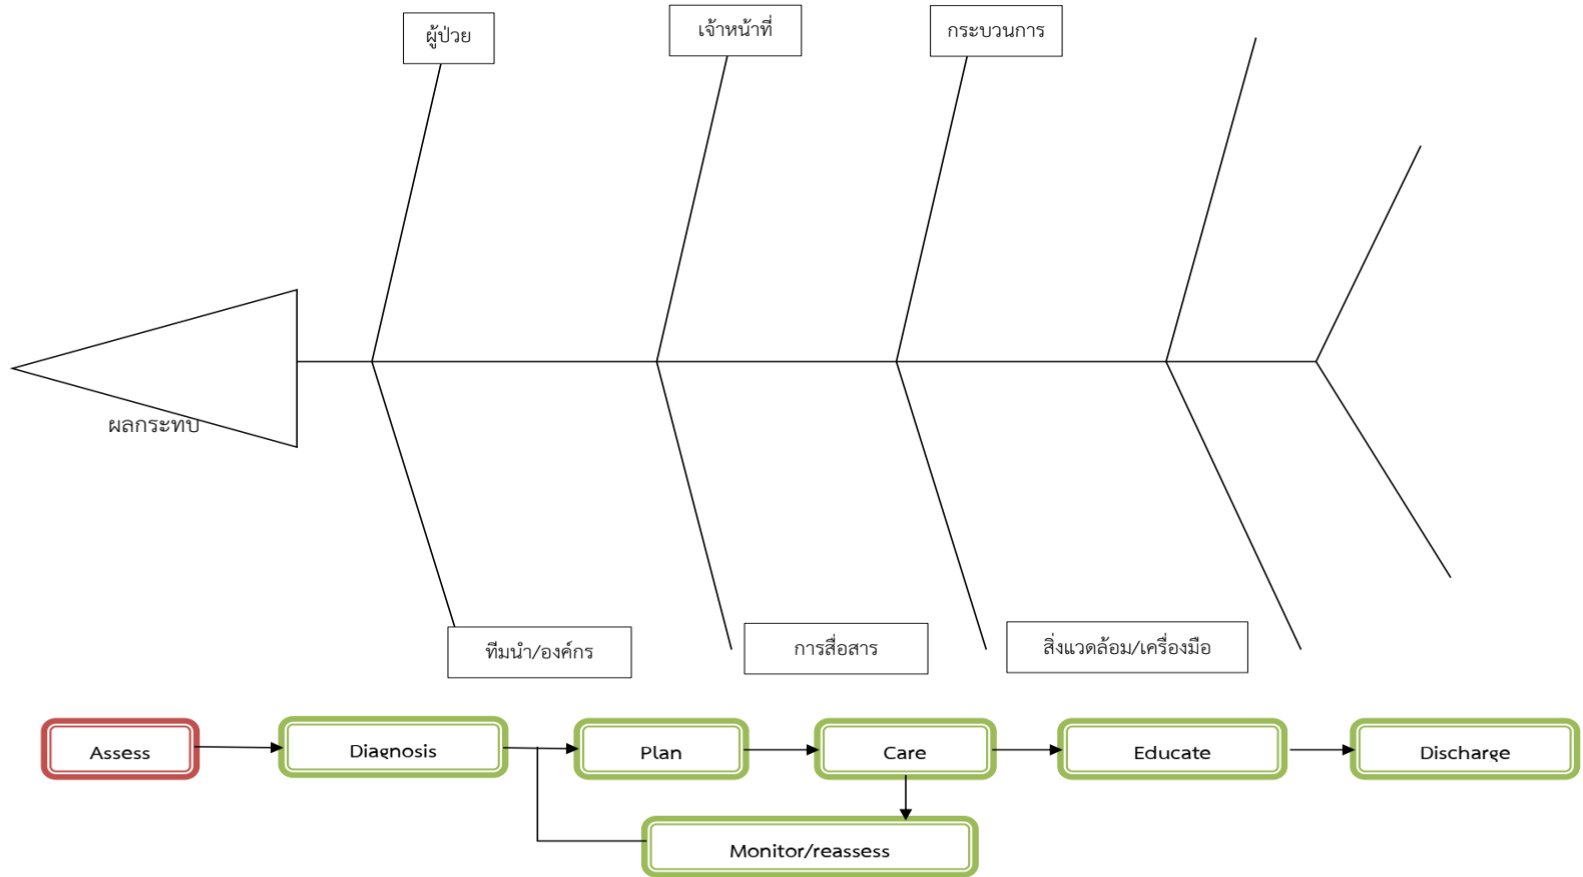 ผู้ป่วย
เจ้าหน้าที่
กระบวนการ
ผลกระทบ
ทีมนำ/องค์กร
การสื่อสาร
สิ่งแวดล้อม/เครื่องมือ
Assess
Diagnosis
Plan
Care
Educate
Discharge
Monitor/reassess